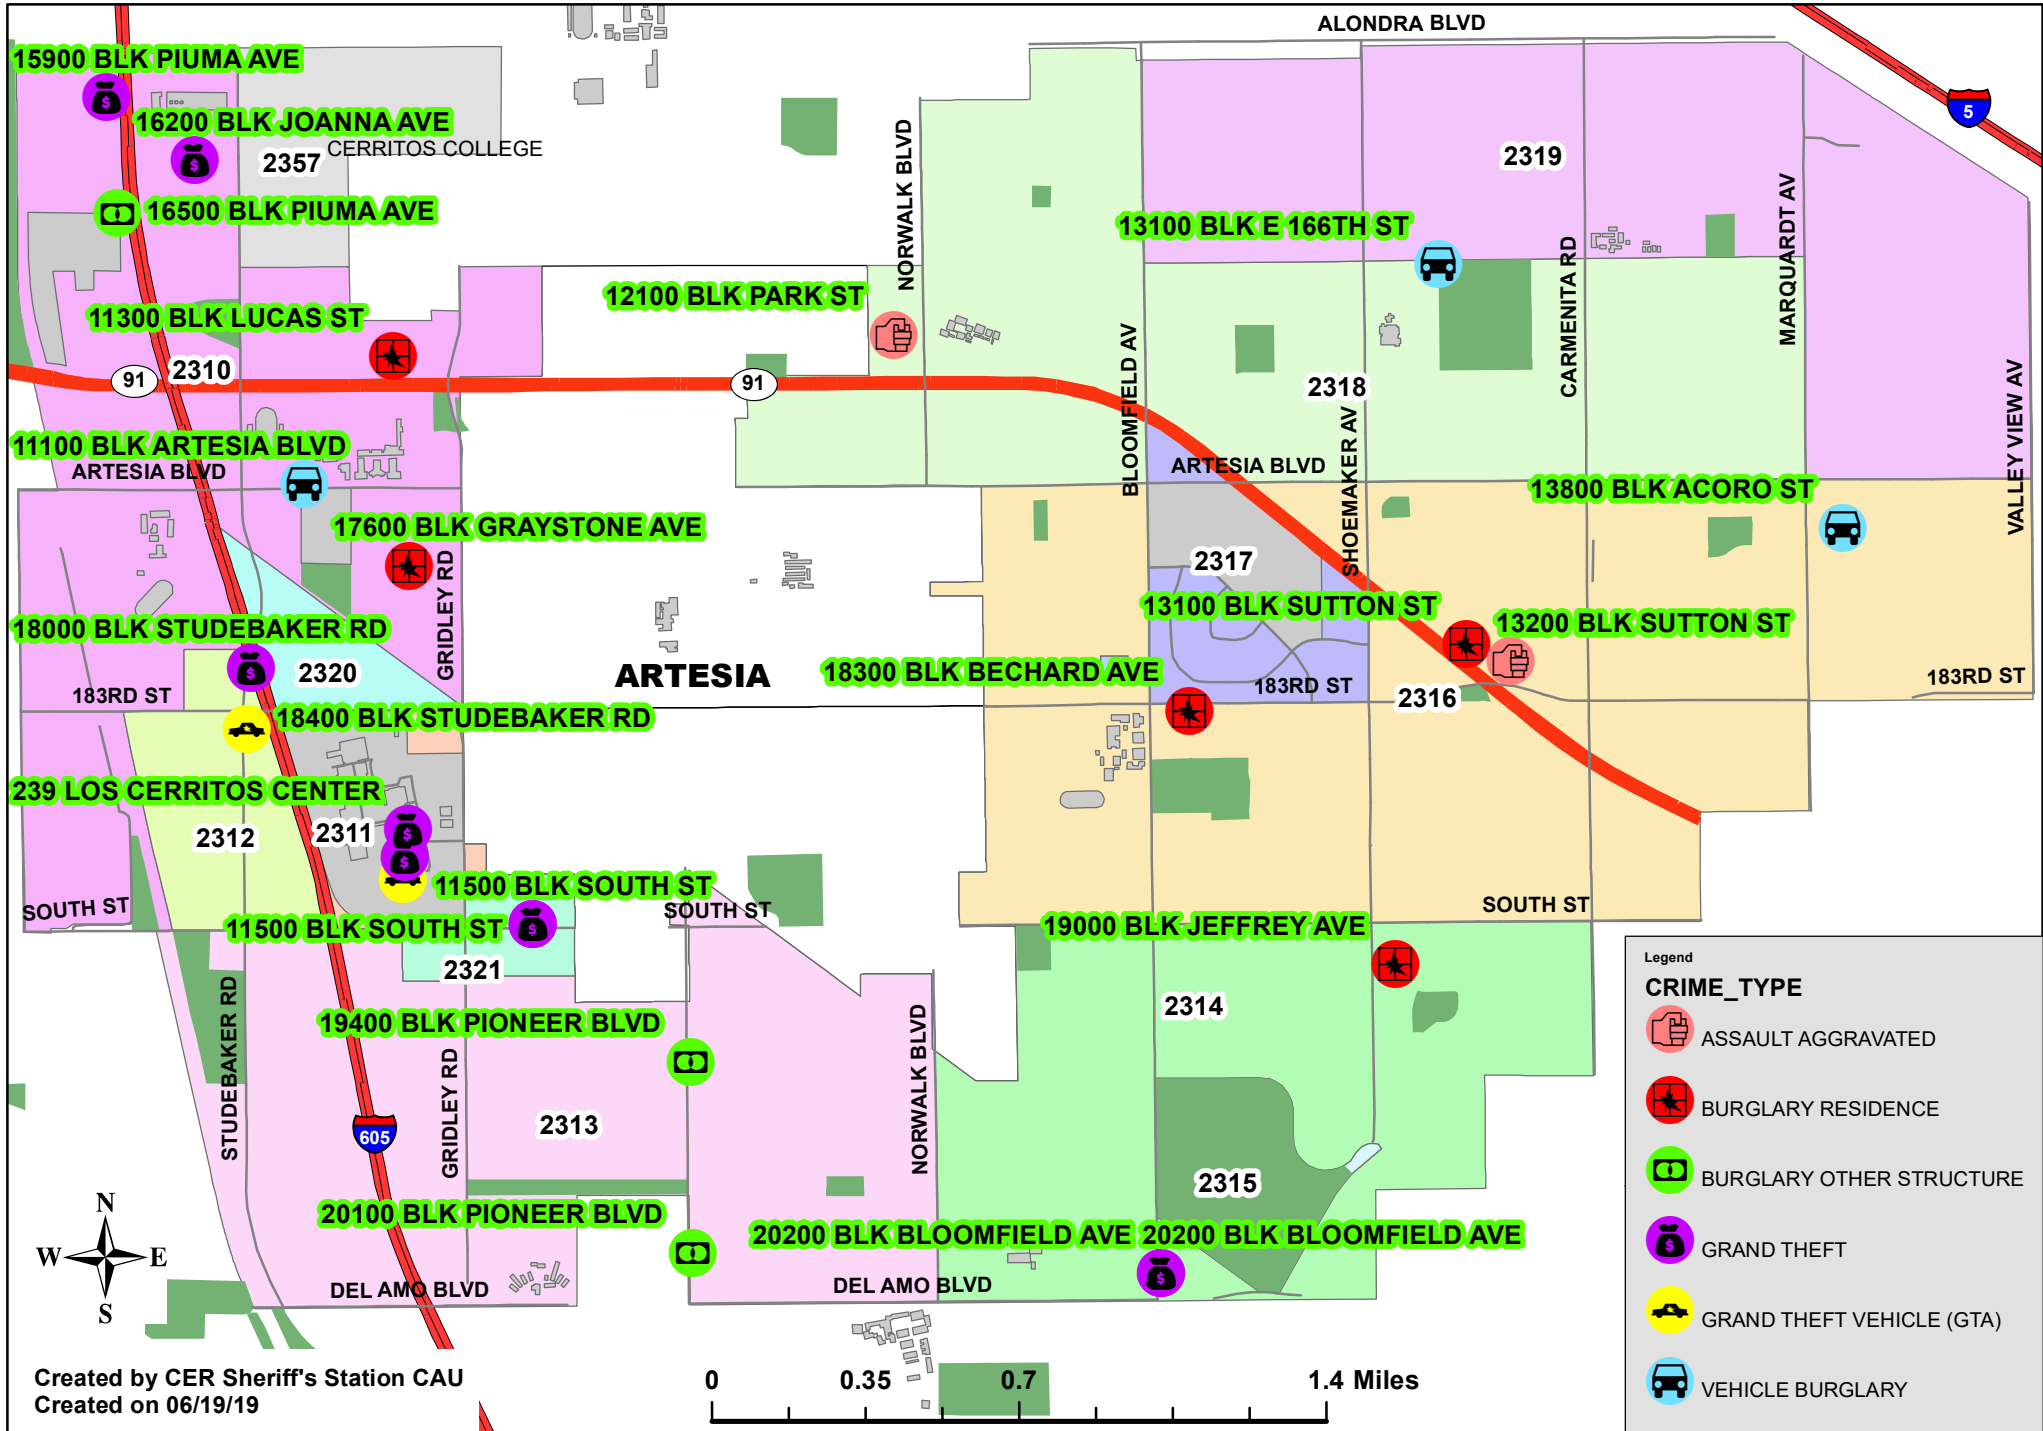 ALONDRA BLVD
15900 BLK PIUMA AVE
$
5
16200 BLK JOANNA AVE
$
2357
CERRITOS COLLEGE
NORWALK BLVD
2319
16500 BLK PIUMA AVE
MARQUARDT AV
13100 BLK E 166TH ST
CARMENITA RD
12100 BLK PARK ST
11300 BLK LUCAS ST
BLOOMFIELD AV
2310
91
91
2318
SHOEMAKER AV
VALLEY VIEW AV
11100 BLK ARTESIA BLVD
ARTESIA BLVD
ARTESIA BLVD
13800 BLK ACORO ST
17600 BLK GRAYSTONE AVE
GRIDLEY RD
2317
13100 BLK SUTTON ST
13200 BLK SUTTON ST
18000 BLK STUDEBAKER RD
$
2320
ARTESIA
18300 BLK BECHARD AVE
183RD ST
183RD ST
183RD ST
2316
18400 BLK STUDEBAKER RD
239 LOS CERRITOS CENTER
2312
2311
$
$
11500 BLK SOUTH ST
SOUTH ST
SOUTH ST
SOUTH ST
11500 BLK SOUTH ST
$
19000 BLK JEFFREY AVE
2321
STUDEBAKER RD
2314
19400 BLK PIONEER BLVD
GRIDLEY RD
NORWALK BLVD
2313
605
2315
20100 BLK PIONEER BLVD
20200 BLK BLOOMFIELD AVE
20200 BLK BLOOMFIELD AVE
$
DEL AMO BLVD
DEL AMO BLVD
N
W
E
S
Created by CER Sheriff's Station CAU
Created on 06/19/19
0 0.35 0.7 1.4 Miles
Legend
CRIME_TYPE
ASSAULT AGGRAVATED
BURGLARY RESIDENCE
BURGLARY OTHER STRUCTURE
$
GRAND THEFT
GRAND THEFT VEHICLE (GTA)
VEHICLE BURGLARY